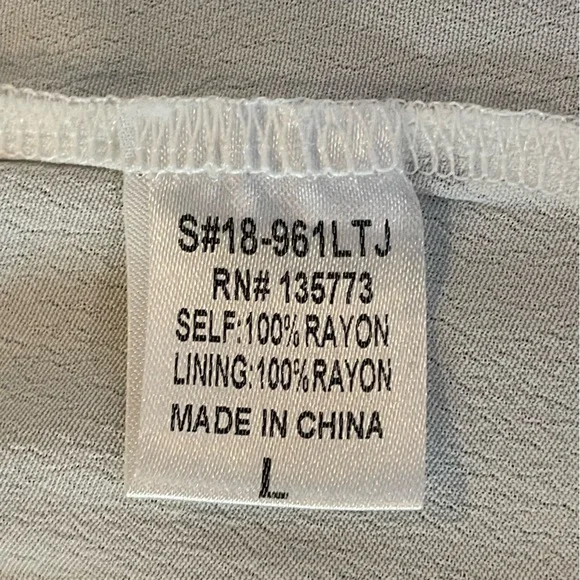 S#18-961LTJ
RN# 135773
SELF:100%RAYON
LINING:100%RAYON
MADE IN CHINA
L